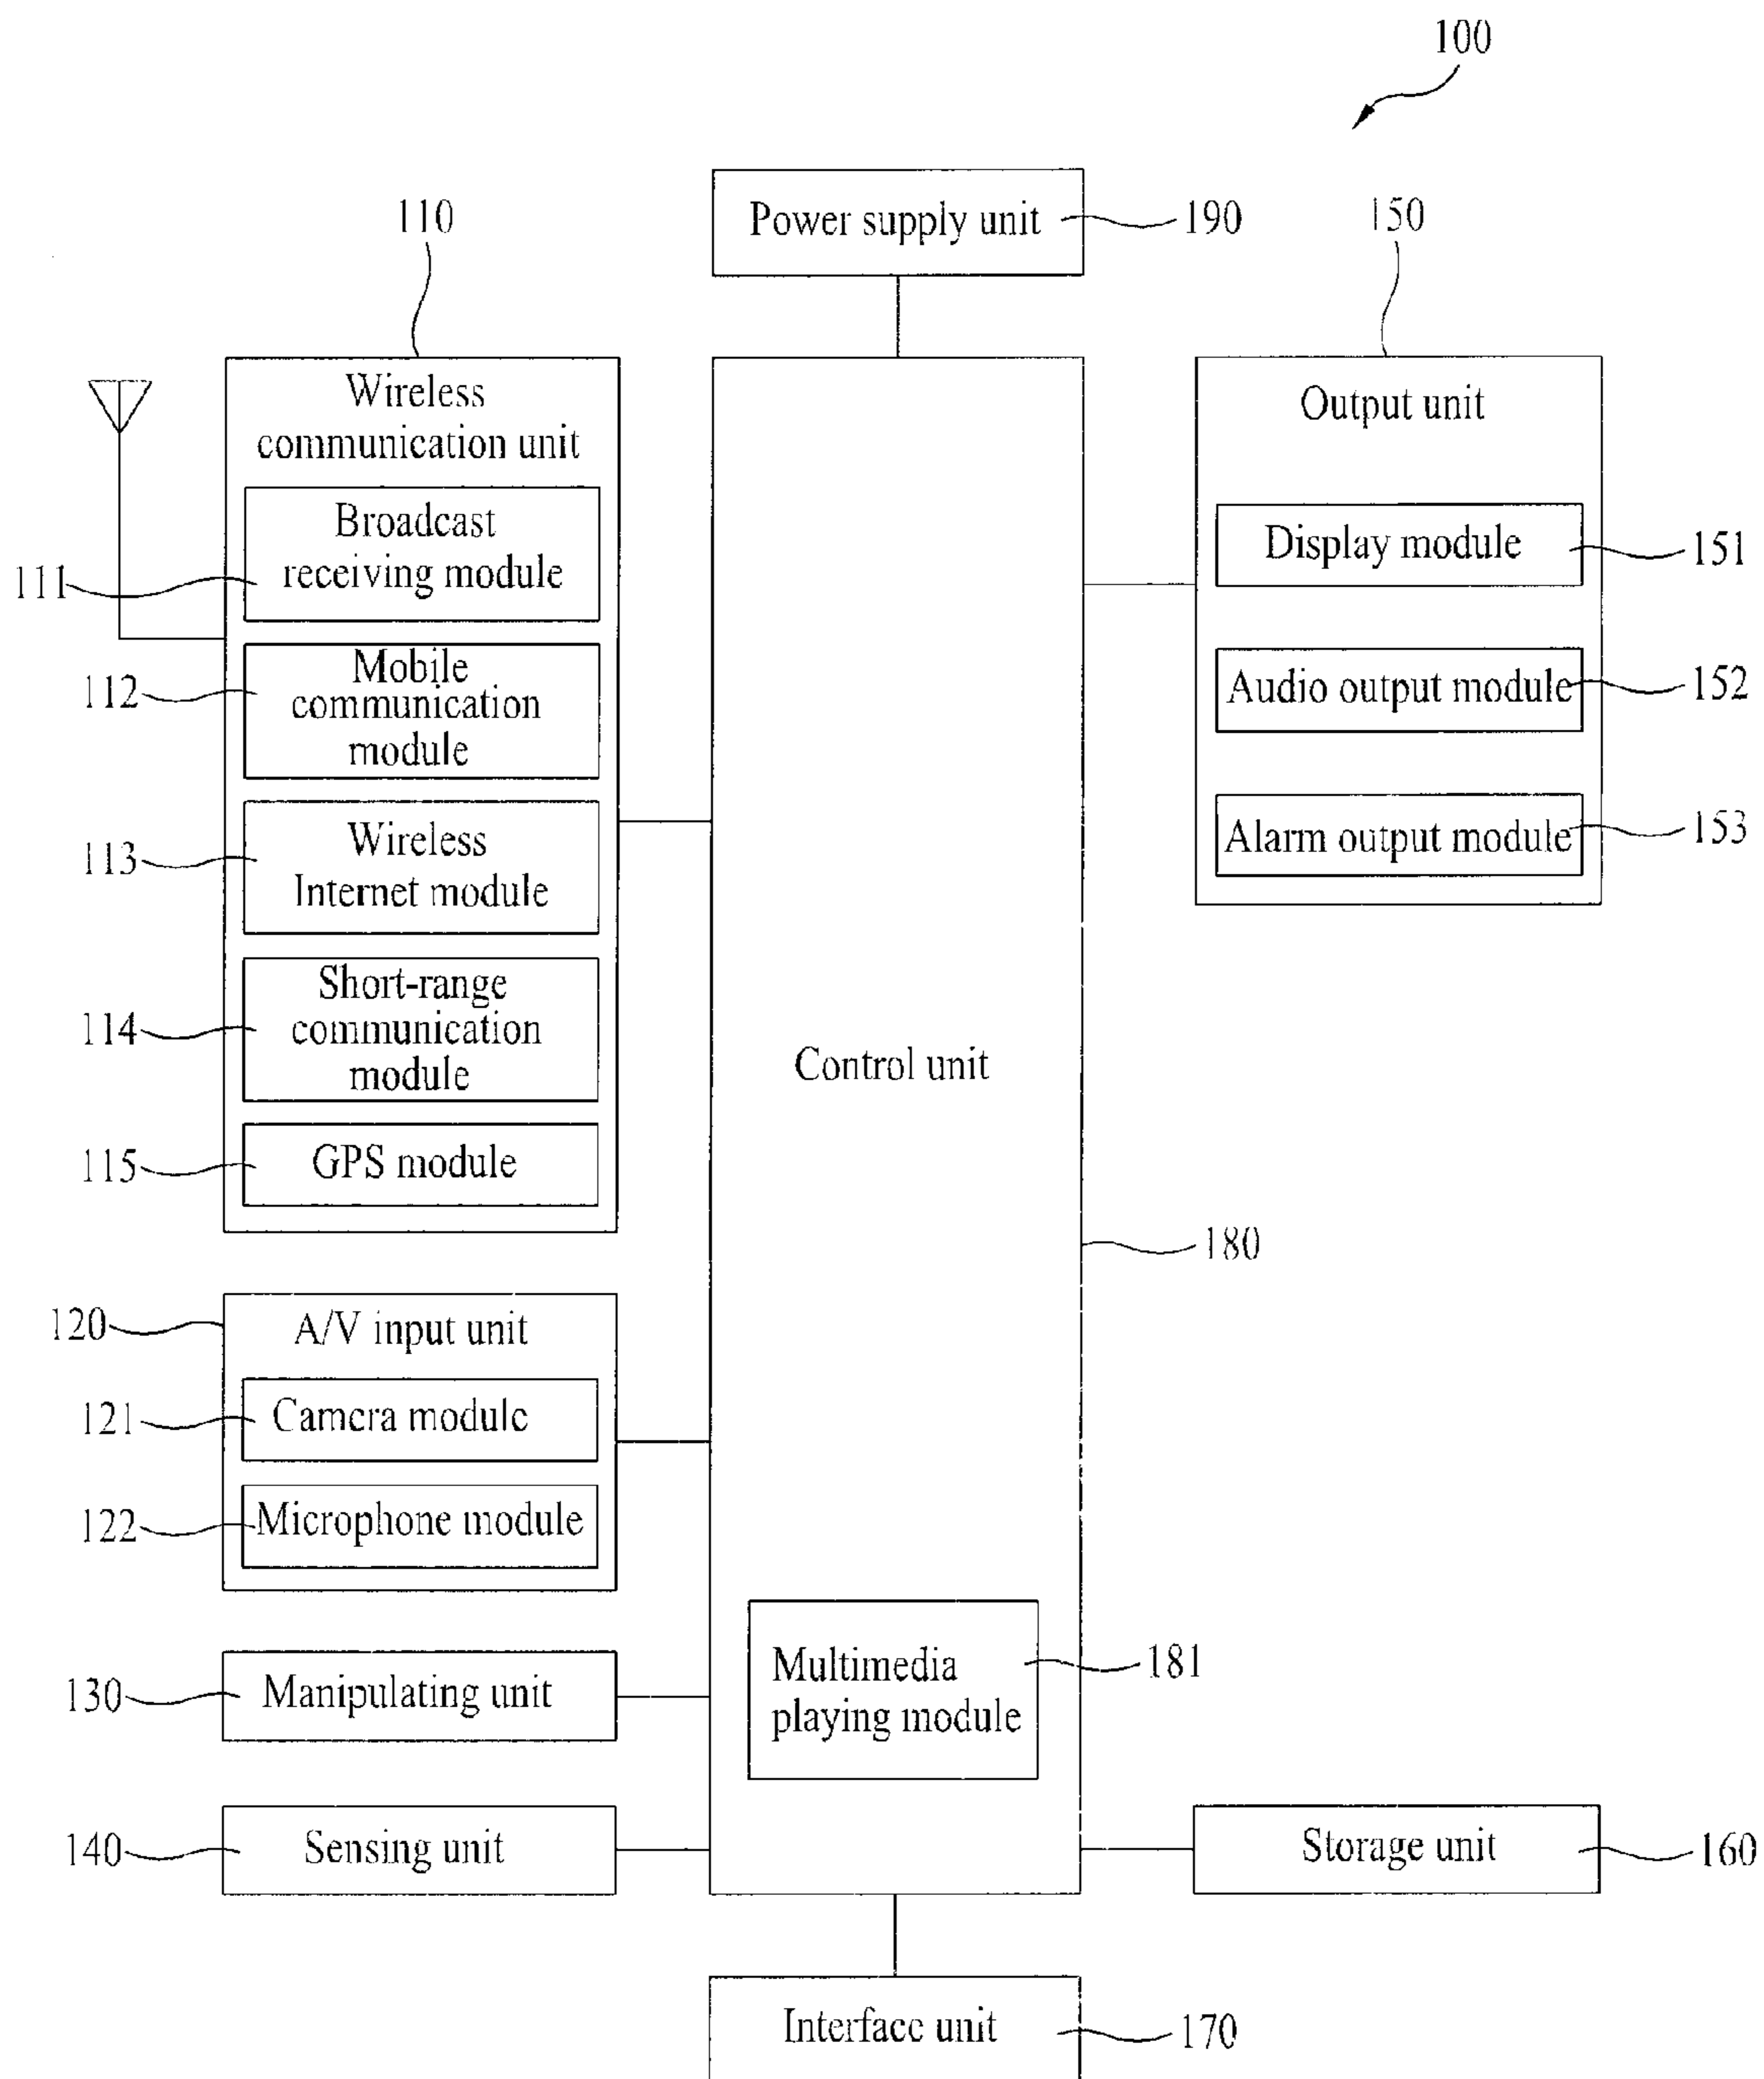 100
Power supply unit
190
110
150
Wireless
communication unit
Broadcast
receiving module
111
Mobile
communication
module
112
Wireless
Internet module
113
Short-range
communication
module
114
GPS module
115
Output unit
Display module
151
Audio output module
152
Alarm output module
153
Control unit
180
120
A/V input unit
Camera module
121
Microphone module
122
Multimedia
playing module
181
130
Manipulating unit
140
Sensing unit
Storage unit
160
Interface unit
170